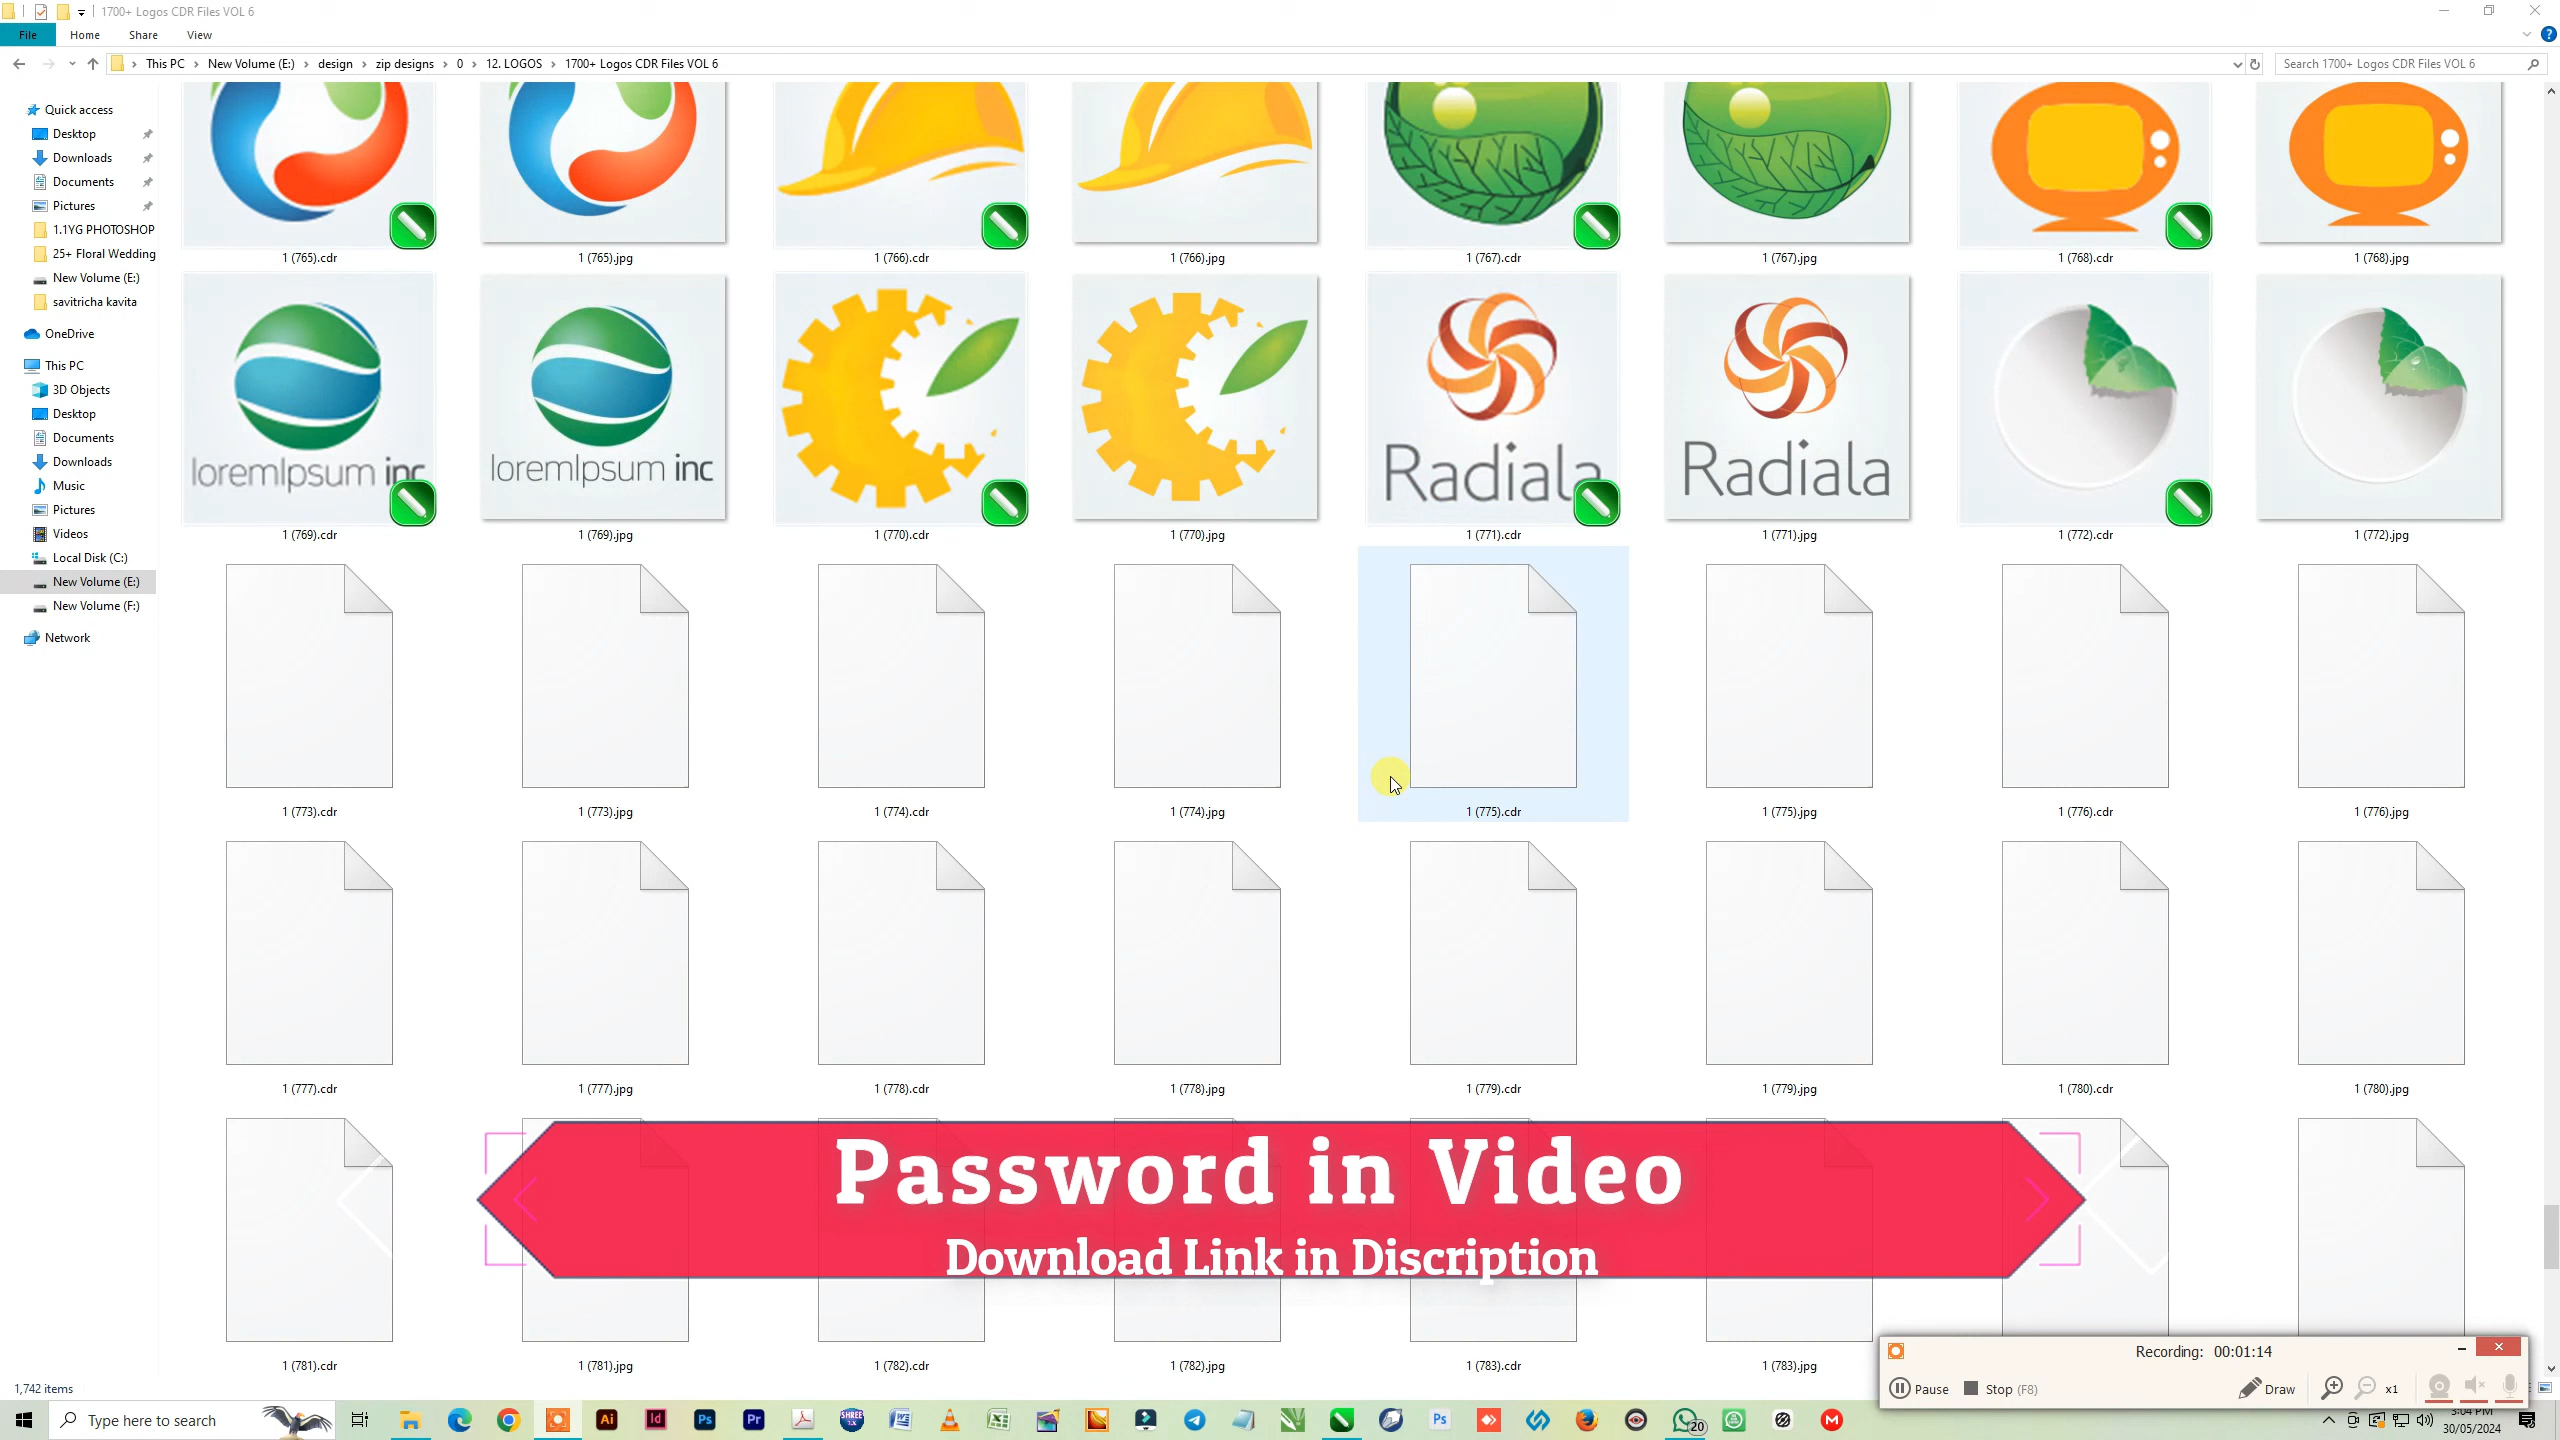 1700+ Logos CDR Files VOL 6
File Home Share View
This PC › New Volume (E:) › design › zip designs › 0 › 12. LOGOS › 1700+ Logos CDR Files VOL 6
Search 1700+ Logos CDR Files VOL 6
Quick access
Desktop
Downloads
Documents
Pictures
1.1YG PHOTOSHOP
25+ Floral Wedding
New Volume (E:)
savitricha kavita
OneDrive
This PC
3D Objects
Desktop
Documents
Downloads
Music
Pictures
Videos
Local Disk (C:)
New Volume (E:)
New Volume (F:)
Network
1 (765).cdr 1 (765).jpg 1 (766).cdr 1 (766).jpg 1 (767).cdr 1 (767).jpg 1 (768).cdr 1 (768).jpg
loremIpsum inc loremIpsum inc Radiala Radiala
1 (769).cdr 1 (769).jpg 1 (770).cdr 1 (770).jpg 1 (771).cdr 1 (771).jpg 1 (772).cdr 1 (772).jpg
1 (773).cdr 1 (773).jpg 1 (774).cdr 1 (774).jpg 1 (775).cdr 1 (775).jpg 1 (776).cdr 1 (776).jpg
1 (777).cdr 1 (777).jpg 1 (778).cdr 1 (778).jpg 1 (779).cdr 1 (779).jpg 1 (780).cdr 1 (780).jpg
Password in Video
Download Link in Discription
1 (781).cdr 1 (781).jpg 1 (782).cdr 1 (782).jpg 1 (783).cdr 1 (783).jpg
Recording: 00:01:14
Pause Stop (F8) Draw x1
1,742 items
Type here to search
Ai Id Ps Pr SHREE Ps 20 M
3:04 PM
30/05/2024